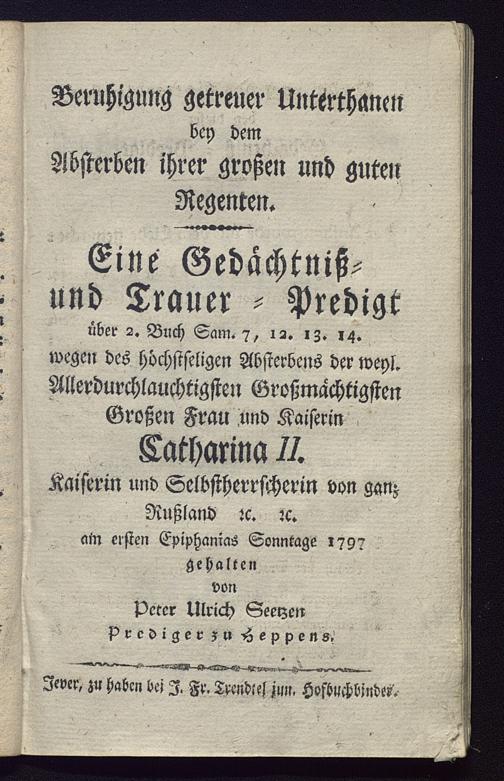 Beruhigung getreuer Unterthanen
bey dem
Absterben ihrer großen und guten
Regenten.
Eine Gedächtniß-
und Trauer - Predigt
über 2. Buch Sam. 7, 12. 13. 14.
wegen des höchstseligen Absterbens der weyl.
Allerdurchlauchtigsten Großmächtigsten
Großen Frau und Kaiserin
Catharina II.
Kaiserin und Selbstherrscherin von ganz
Rußland ꝛc. ꝛc.
am ersten Epiphanias Sonntage 1797
gehalten
von
Peter Ulrich Seetzen
Prediger zu Heppens.
Jever, zu haben bei J. Fr. Trendtel jun. Hofbuchbinder.